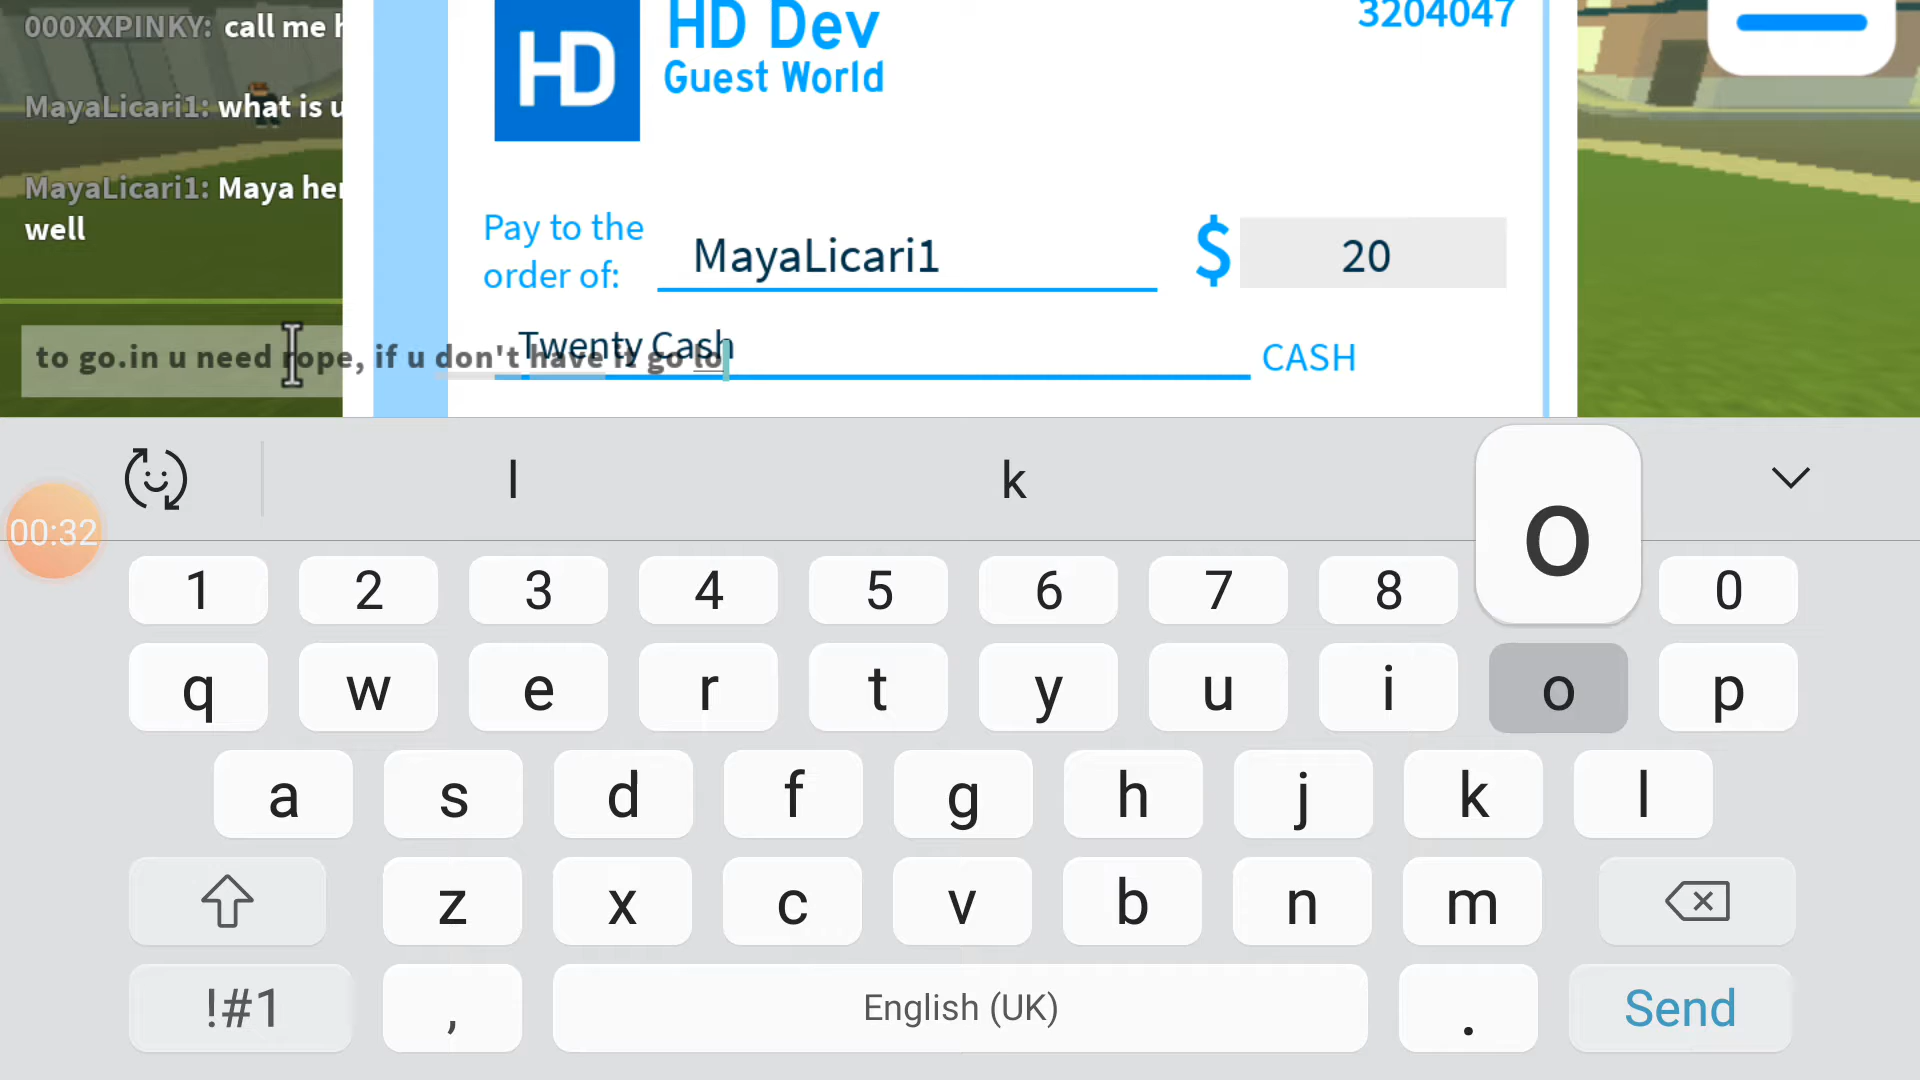 000XXPINKY: call me h
MayaLicari1: what is u
MayaLicari1: Maya her
well
to go.in u need rope, if u don't have it go lo
HD
HD Dev
Guest World
3204047
Pay to the
order of:
MayaLicari1
$
20
Twenty Cash
CASH
l
k
o
00:32
1 2 3 4 5 6 7 8 0
q w e r t y u i o p
a s d f g h j k l
z x c v b n m
!#1 , English (UK) . Send